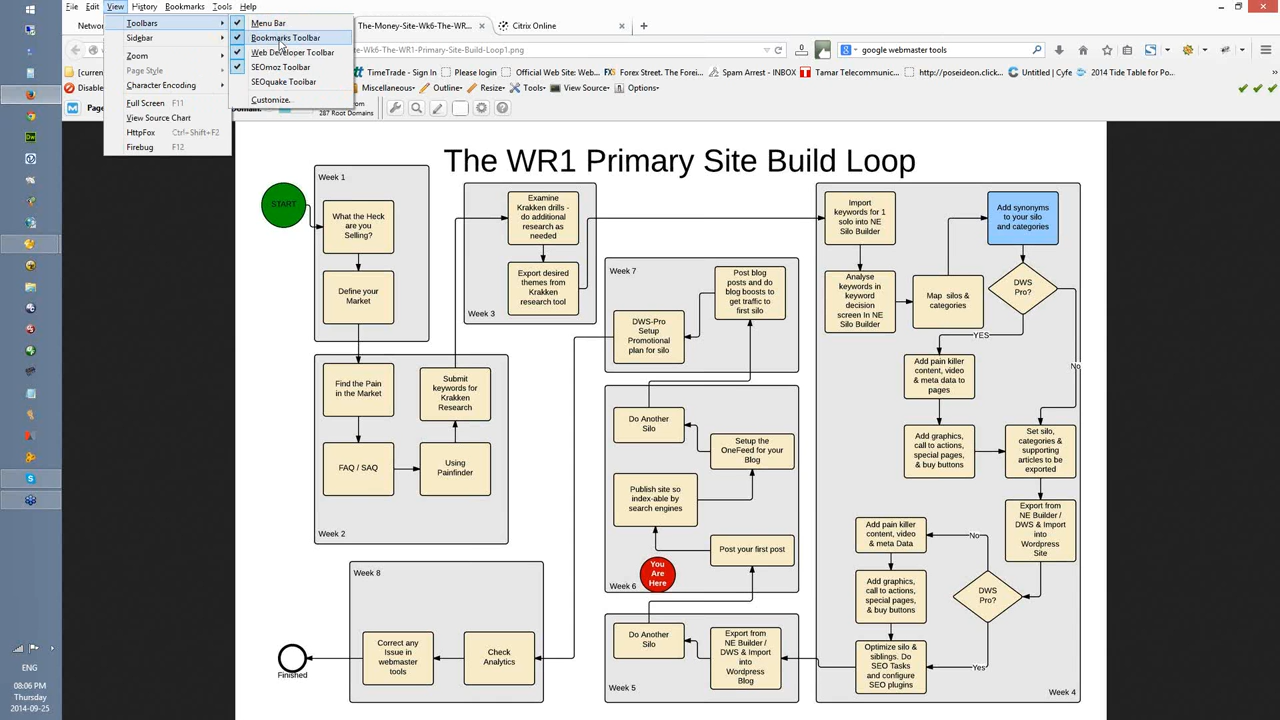 File Edit View History Bookmarks Tools Help
Toolbars
Sidebar
Zoom
Page Style
Character Encoding
Full Screen F11
View Source Chart
HttpFox Ctrl+Shift+F2
Firebug F12
Menu Bar
Bookmarks Toolbar
Web Developer Toolbar
SEOmoz Toolbar
SEOquake Toolbar
Customize...
The-Money-Site-Wk6-The-WR...
Citrix Online
-Site-Wk6-The-WR1-Primary-Site-Build-Loop1.png
google webmaster tools
TimeTrade - Sign In
Please login
Forex Street. The Forei...
Spam Arrest - INBOX
Tamar Telecommunic...
http://poseidon.chris...
Untitled | Cyfe
2014 Tide Table for P...
Miscellaneous
Outline
Resize
Tools
View Source
Options
287 Root Domains
The WR1 Primary Site Build Loop
START
Week 1
What the Heck
are you
Selling?
Define your
Market
Find the Pain
in the Market
Submit
keywords for
Krakken
Research
FAQ / SAQ
Using
Pathfinder
Week 2
Examine
Krakken drills -
do additional
research as
needed
Export desired
themes from
Krakken
research tool
Week 3
Import
keywords for 1
solo into NE
Silo Builder
Analyse
keywords in
keyword
decision
screen In NE
Silo Builder
Map silos &
categories
Add synonyms
to your silo
and categories
DWS
Pro?
YES
No
Add pain killer
content, video
& meta data to
pages
Add graphics,
call to actions,
special pages,
& buy buttons
Set silo,
categories &
supporting
articles to be
exported
Export from
NE Builder /
DWS & Import
into
Wordpress
Site
DWS
Pro?
No
Yes
Add pain killer
content, video
& meta Data
Add graphics,
call to actions,
special pages,
& buy buttons
Optimize silo &
siblings. Do
SEO Tasks
and configure
SEO plugins
Week 4
Export from
NE Builder /
DWS & Import
into
Wordpress
Blog
Do Another
Silo
Week 5
Post your first post
You
Are
Here
Publish site so
index-able by
search engines
Setup the
OneFeed for your
Blog
Do Another
Silo
Week 6
Week 7
Post blog
posts and do
blog boosts to
get traffic to
first silo
DWS-Pro
Setup
Promotional
plan for silo
Week 8
Check
Analytics
Correct any
Issue in
webmaster
tools
Finished
ENG
08:06 PM
Thursday
2014-09-25